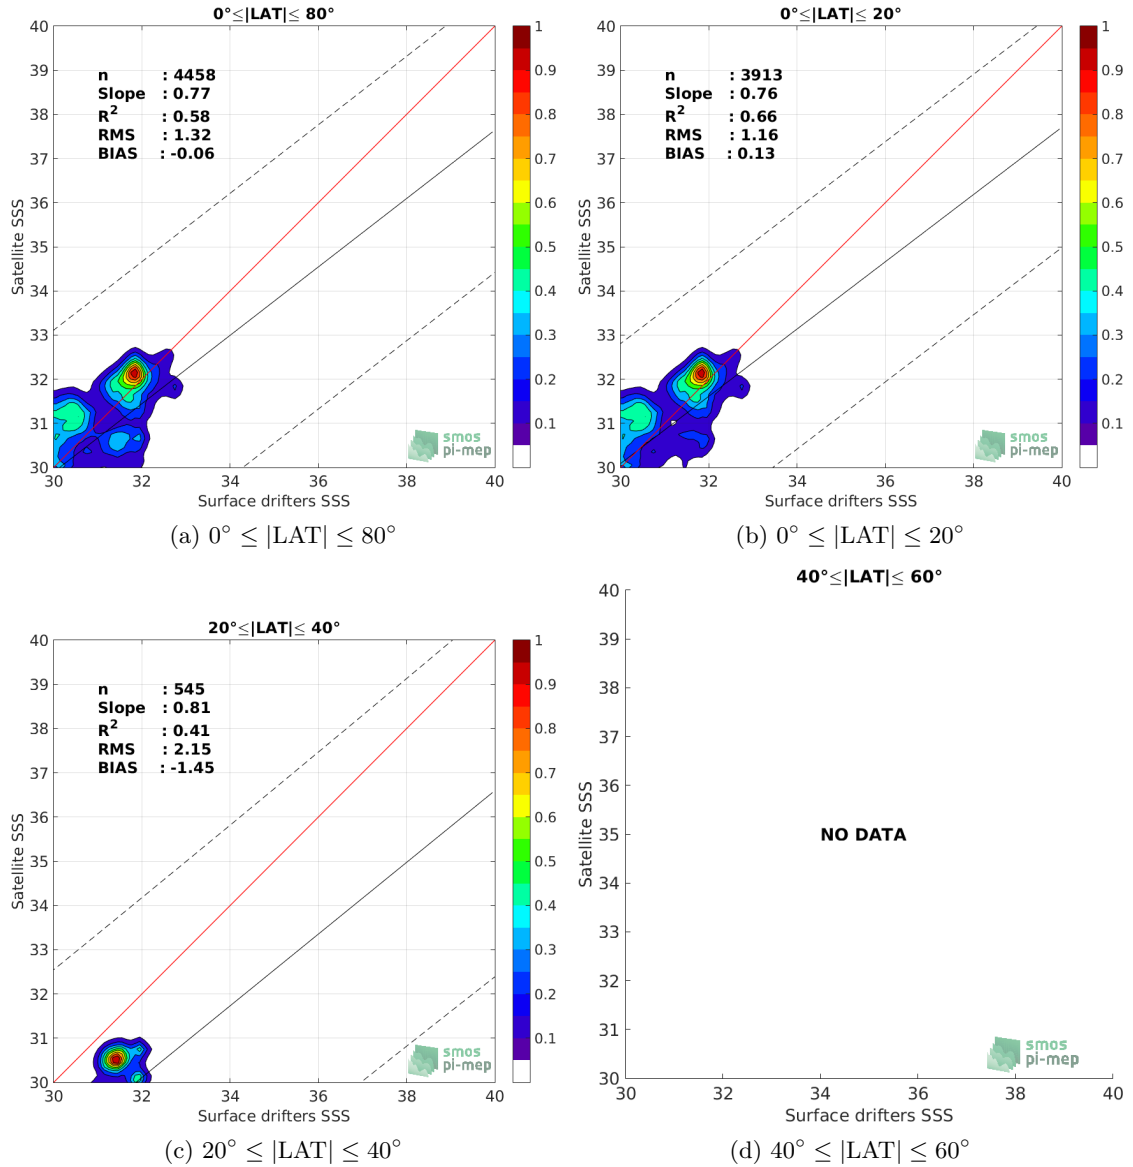 0°≤|LAT|≤ 80°
40
39
38
37
36
35
34
33
32
31
30
n : 4458
Slope : 0.77
R² : 0.58
RMS : 1.32
BIAS : -0.06
Satellite SSS
smos
pi-mep
30 32 34 36 38 40
Surface drifters SSS
1
0.9
0.8
0.7
0.6
0.5
0.4
0.3
0.2
0.1
(a) 0° ≤ |LAT| ≤ 80°
0°≤|LAT|≤ 20°
40
39
38
37
36
35
34
33
32
31
30
n : 3913
Slope : 0.76
R² : 0.66
RMS : 1.16
BIAS : 0.13
Satellite SSS
smos
pi-mep
30 32 34 36 38 40
Surface drifters SSS
1
0.9
0.8
0.7
0.6
0.5
0.4
0.3
0.2
0.1
(b) 0° ≤ |LAT| ≤ 20°
20°≤|LAT|≤ 40°
40
39
38
37
36
35
34
33
32
31
30
n : 545
Slope : 0.81
R² : 0.41
RMS : 2.15
BIAS : -1.45
Satellite SSS
smos
pi-mep
30 32 34 36 38 40
Surface drifters SSS
1
0.9
0.8
0.7
0.6
0.5
0.4
0.3
0.2
0.1
(c) 20° ≤ |LAT| ≤ 40°
40°≤|LAT|≤ 60°
40
39
38
37
36
35
34
33
32
31
30
Satellite SSS
NO DATA
smos
pi-mep
30 32 34 36 38 40
Surface drifters SSS
(d) 40° ≤ |LAT| ≤ 60°